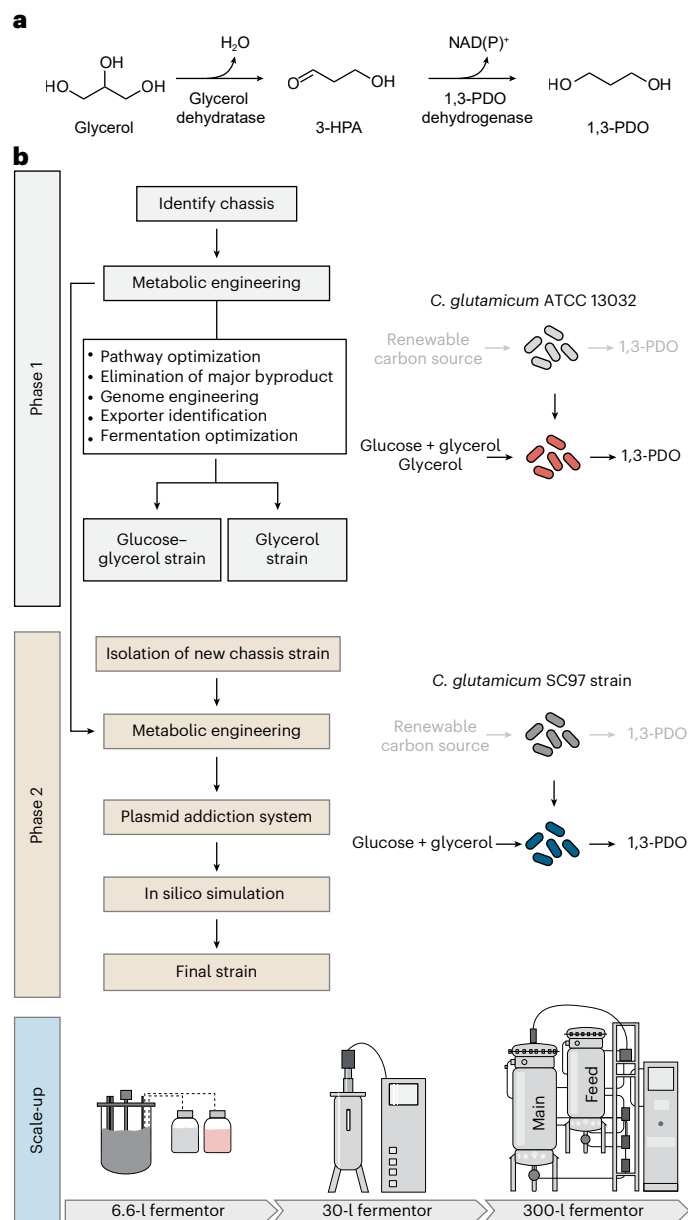 a
OH
HO
OH
Glycerol
H₂O
Glycerol
dehydratase
O
OH
3-HPA
NAD(P)⁺
1,3-PDO
dehydrogenase
HO
OH
1,3-PDO
b
Phase 1
Identify chassis
Metabolic engineering
• Pathway optimization
• Elimination of major byproduct
• Genome engineering
• Exporter identification
• Fermentation optimization
Glucose–
glycerol strain
Glycerol
strain
C. glutamicum ATCC 13032
Renewable
carbon source
1,3-PDO
Glucose + glycerol
Glycerol
1,3-PDO
Phase 2
Isolation of new chassis strain
Metabolic engineering
Plasmid addiction system
In silico simulation
Final strain
C. glutamicum SC97 strain
Renewable
carbon source
1,3-PDO
Glucose + glycerol
1,3-PDO
Scale-up
Main
Feed
6.6-l fermentor
30-l fermentor
300-l fermentor